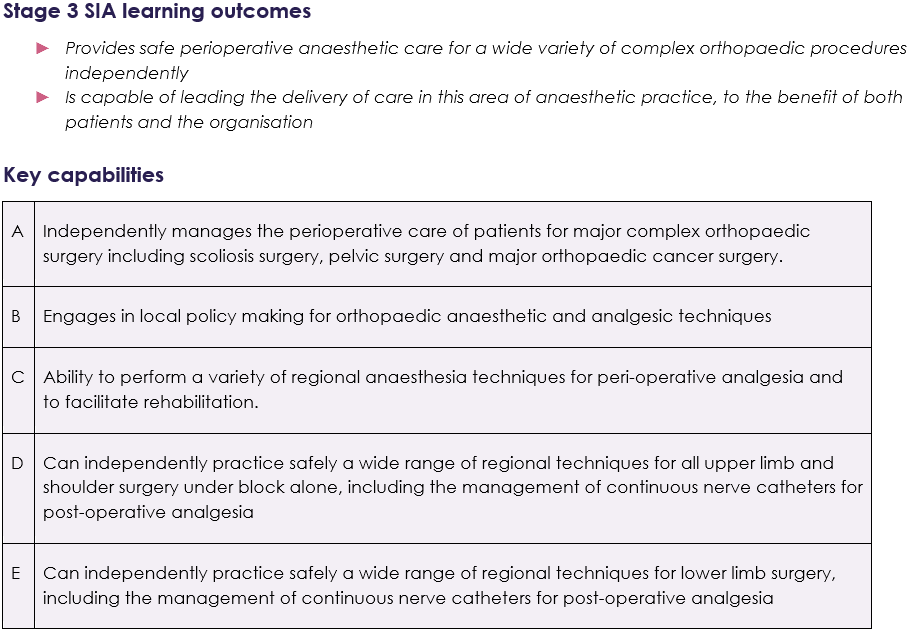 Stage 3 SIA learning outcomes
► Provides safe perioperative anaesthetic care for a wide variety of complex orthopaedic procedures
independently
► Is capable of leading the delivery of care in this area of anaesthetic practice, to the benefit of both
patients and the organisation
Key capabilities
A Independently manages the perioperative care of patients for major complex orthopaedic
surgery including scoliosis surgery, pelvic surgery and major orthopaedic cancer surgery.
B Engages in local policy making for orthopaedic anaesthetic and analgesic techniques
C Ability to perform a variety of regional anaesthesia techniques for peri-operative analgesia and
to facilitate rehabilitation.
D Can independently practice safely a wide range of regional techniques for all upper limb and
shoulder surgery under block alone, including the management of continuous nerve catheters for
post-operative analgesia
E Can independently practice safely a wide range of regional techniques for lower limb surgery,
including the management of continuous nerve catheters for post-operative analgesia